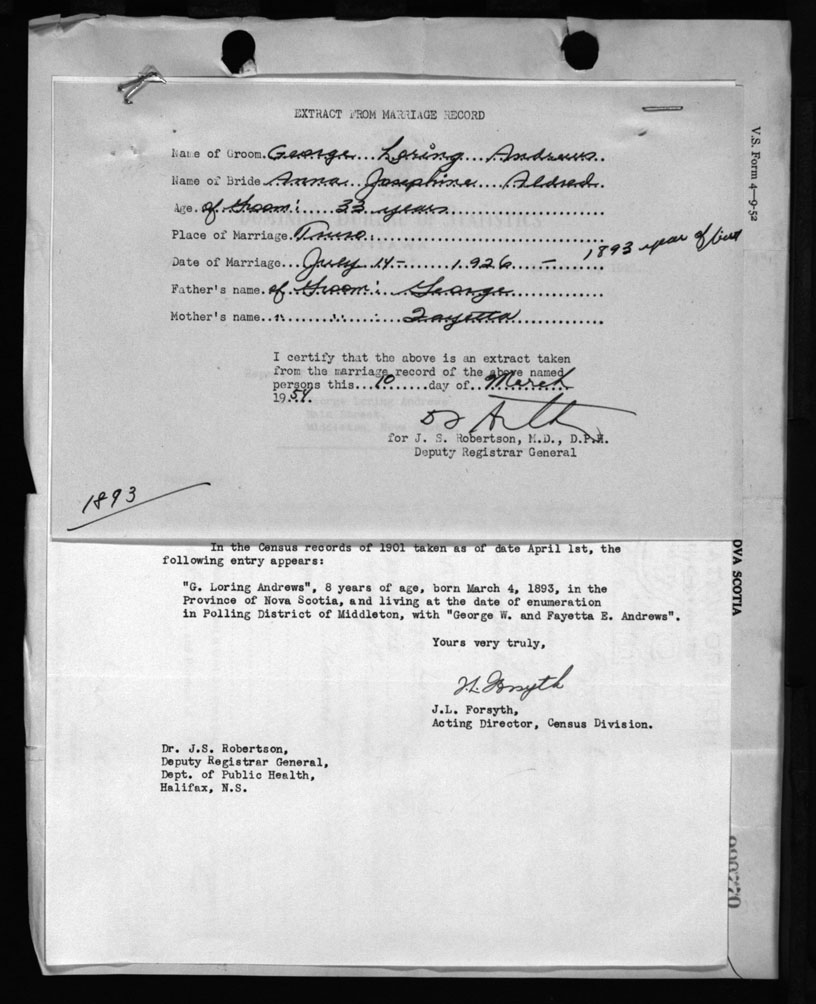 EXTRACT FROM MARRIAGE RECORD
Name of Groom. George... Loring.... Andrews..
Name of Bride.. Anna.. Josephine.... Aldred.
Age. of Groom:.... 33 years.......................
Place of Marriage. Truro:................................
Date of Marriage... July. 14-....... 1.926.... - 1893 year of birth
Father's name. of Groom:.. George..............
Mother's name.. "...... ".... :.... Fayetta..............
I certify that the above is an extract taken
from the marriage record of the above named
persons this... 10.....day of.. March
19.54.
for J. S. Robertson, M.D., D.P.H.
Deputy Registrar General
1893
V.S. Form 4—9-52
OVA SCOTIA
In the Census records of 1901 taken as of date April 1st, the
following entry appears:
"G. Loring Andrews", 8 years of age, born March 4, 1893, in the
Province of Nova Scotia, and living at the date of enumeration
in Polling District of Middleton, with "George W. and Fayetta E. Andrews".
Yours very truly,
J.L. Forsyth
J.L. Forsyth,
Acting Director, Census Division.
Dr. J.S. Robertson,
Deputy Registrar General,
Dept. of Public Health,
Halifax, N.S.